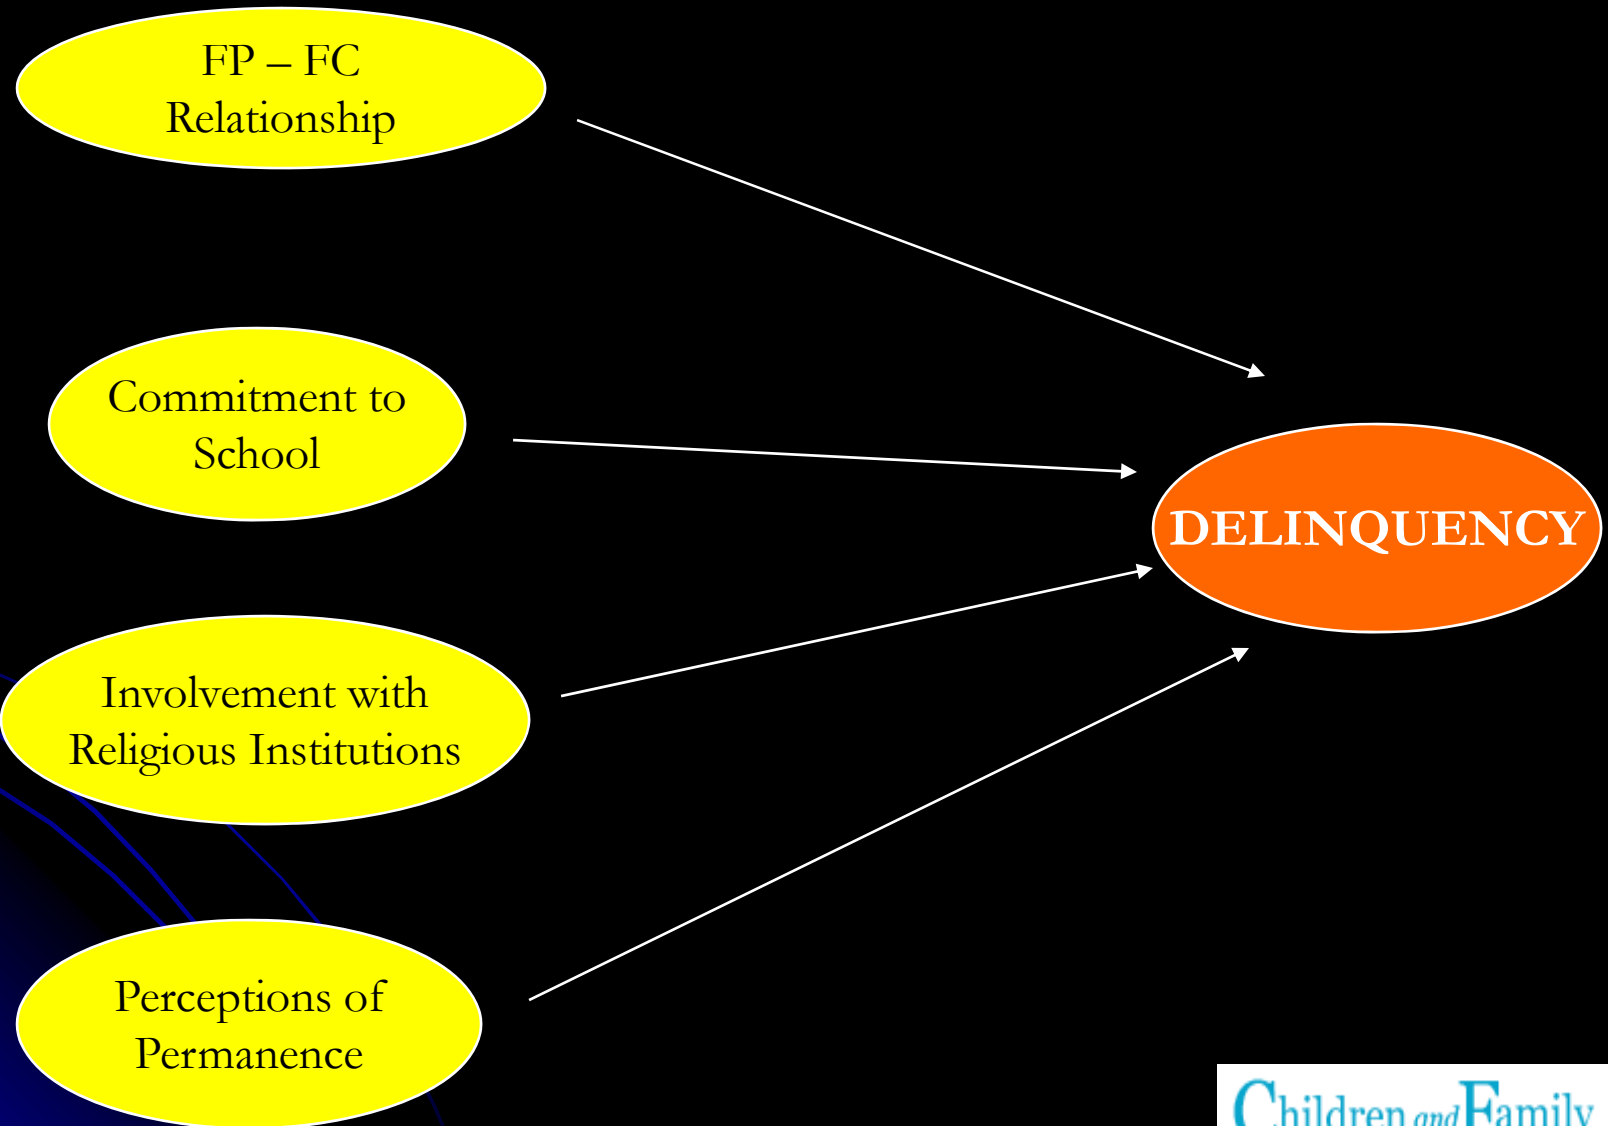 FP – FC
Relationship
Commitment to
School
DELINQUENCY
Involvement with
Religious Institutions
Perceptions of
Permanence
Children and Family